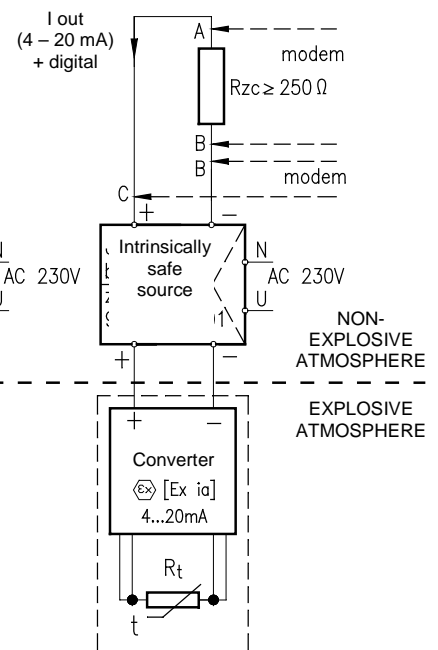 I out
(4 – 20 mA)
+ digital
A
modem
Rzc ≥ 250 Ω
B
B
modem
C
+ −
Intrinsically
safe
source
N
AC 230V
U
N
AC 230V
U
+ −
NON-
EXPLOSIVE
ATMOSPHERE
EXPLOSIVE
ATMOSPHERE
+ −
Converter
Ex [Ex ia]
4...20mA
Rt
t